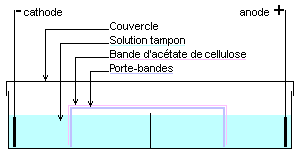 - cathode
anode +
Couvercle
Solution tampon
Bande d'acétate de cellulose
Porte-bandes